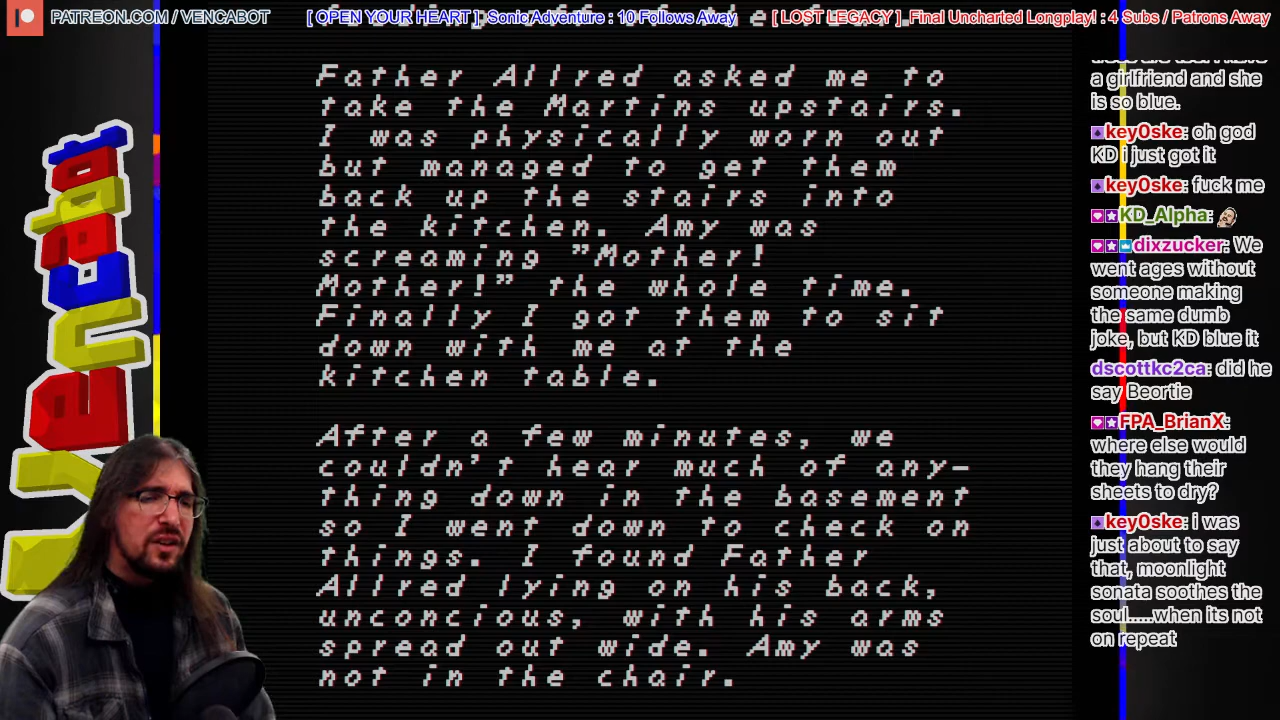 PATREON.COM / VENCABOT
[ OPEN YOUR HEART ] Sonic Adventure : 10 Follows Away
[ LOST LEGACY ] Final Uncharted Longplay! : 4 Subs / Patrons Away
Father Allred asked me to
take the Martins upstairs.
I was physically worn out
but managed to get them
back up the stairs into
the kitchen. Amy was
screaming "Mother!
Mother!" the whole time.
Finally I got them to sit
down with me at the
kitchen table.
After a few minutes, we
couldn't hear much of any-
thing down in the basement
so I went down to check on
things. I found Father
Allred lying on his back,
unconcious, with his arms
spread out wide. Amy was
not in the chair.
a girlfriend and she
is so blue.
key0ske: oh god
KD i just got it
key0ske: fuck me
KD_Alpha:
dixzucker: We
went ages without
someone making
the same dumb
joke, but KD blue it
dscottkc2ca: did he
say Beortie
FPA_BrianX:
where else would
they hang their
sheets to dry?
key0ske: i was
just about to say
that, moonlight
sonata soothes the
soul.....when its not
on repeat